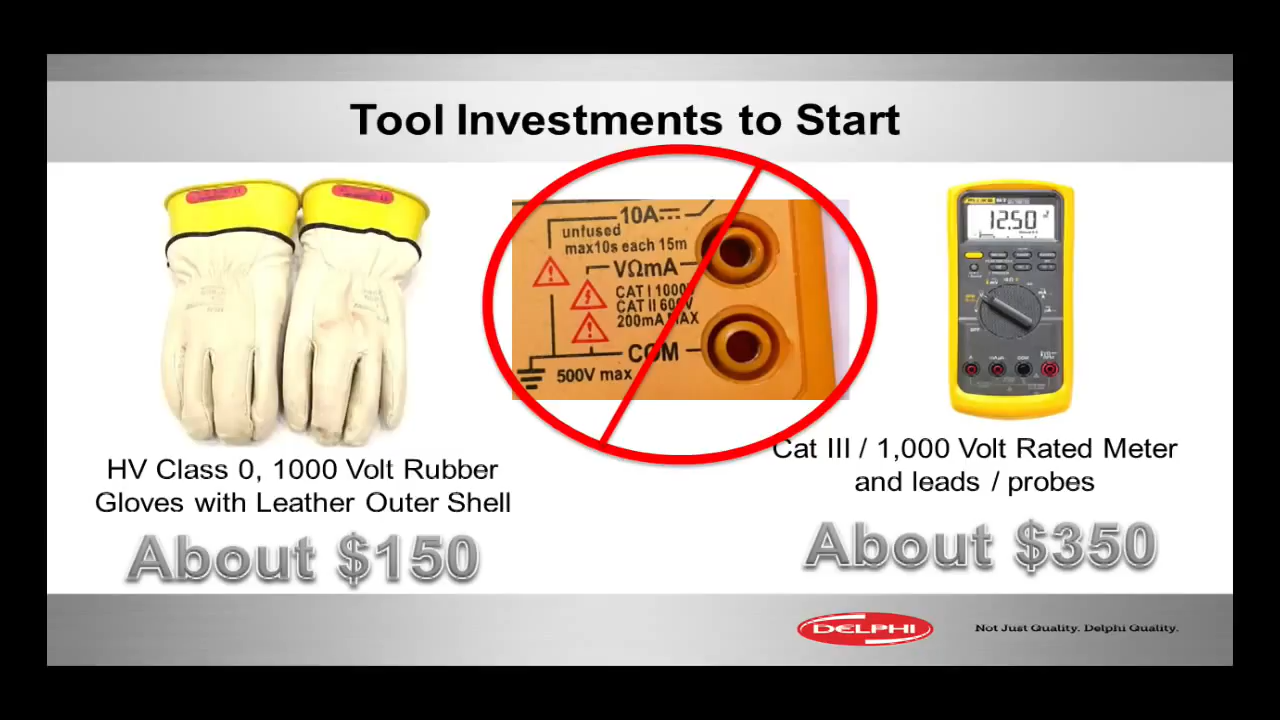 Tool Investments to Start
10A
unfused
max10s each 15m
VΩmA
CAT I 1000V
CAT II 600V
200mA MAX
COM
500V max
12.50
HV Class 0, 1000 Volt Rubber
Gloves with Leather Outer Shell
About $150
Cat III / 1,000 Volt Rated Meter
and leads / probes
About $350
DELPHI
Not Just Quality. Delphi Quality.